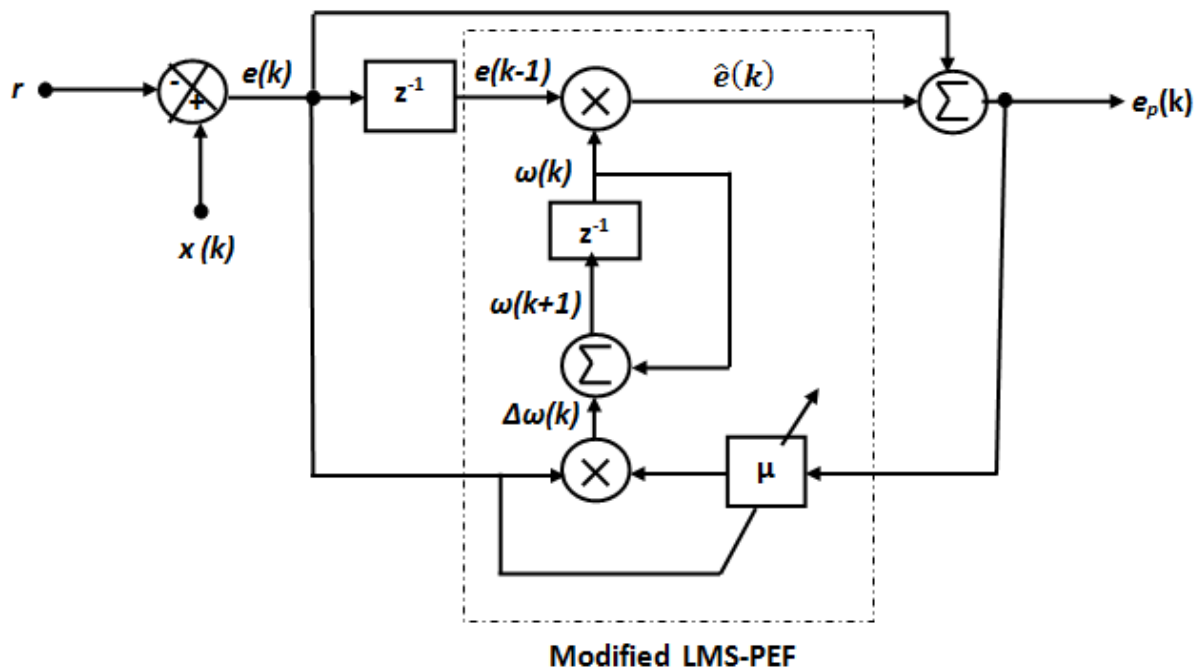 r
-
+
x (k)
e(k)
z⁻¹
e(k-1)
×
ê(k)
Σ
eₚ(k)
ω(k)
z⁻¹
ω(k+1)
Σ
Δω(k)
×
μ
Modified LMS-PEF